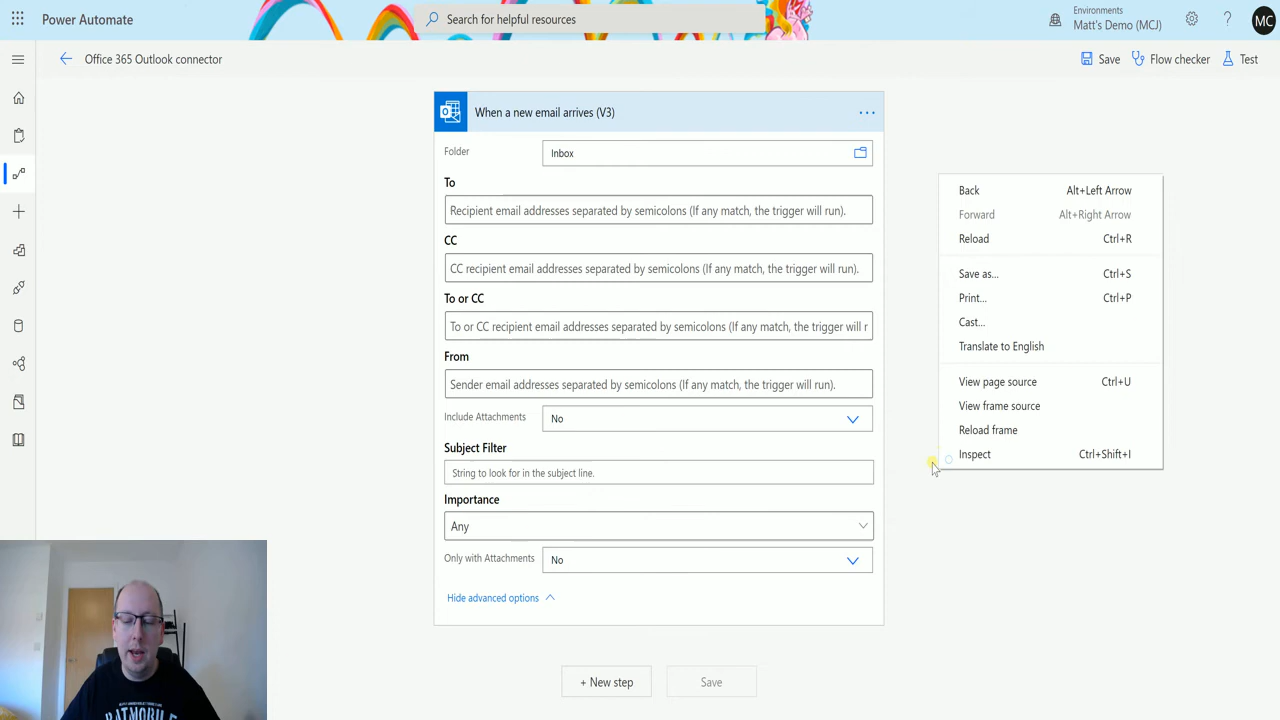 Power Automate
Search for helpful resources
Environments
Matt's Demo (MCJ)
MC
Office 365 Outlook connector
Save
Flow checker
Test
When a new email arrives (V3)
Folder
Inbox
To
Recipient email addresses separated by semicolons (If any match, the trigger will run).
CC
CC recipient email addresses separated by semicolons (If any match, the trigger will run).
To or CC
To or CC recipient email addresses separated by semicolons (If any match, the trigger will r
From
Sender email addresses separated by semicolons (If any match, the trigger will run).
Include Attachments
No
Subject Filter
String to look for in the subject line.
Importance
Any
Only with Attachments
No
Hide advanced options
+ New step
Save
Back Alt+Left Arrow
Forward Alt+Right Arrow
Reload Ctrl+R
Save as... Ctrl+S
Print... Ctrl+P
Cast...
Translate to English
View page source Ctrl+U
View frame source
Reload frame
Inspect Ctrl+Shift+I